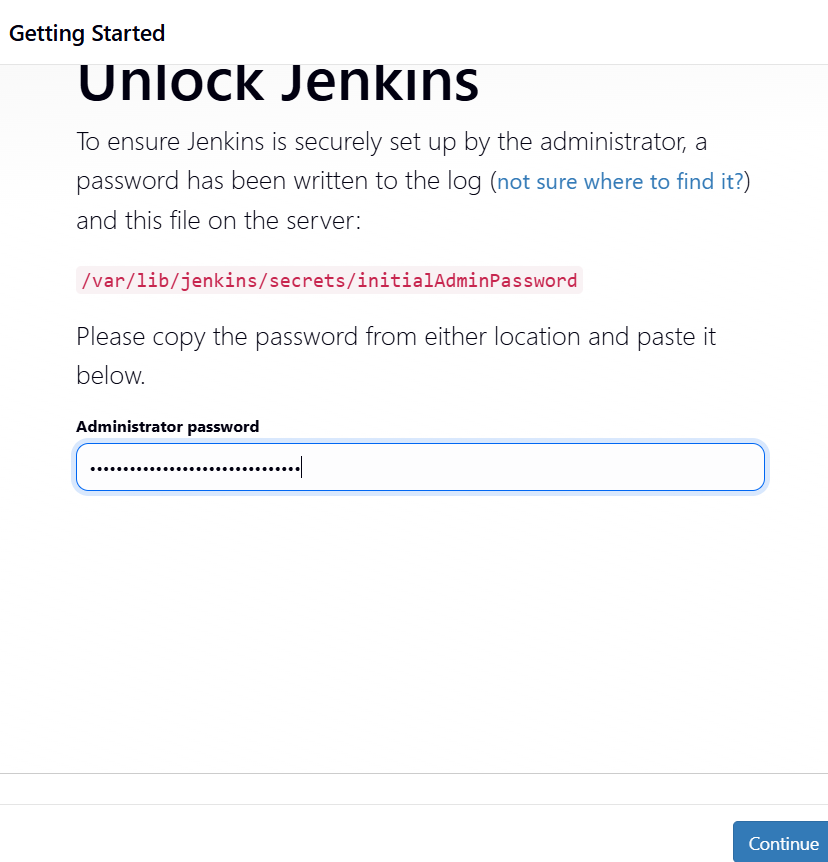 Getting Started
Unlock Jenkins
To ensure Jenkins is securely set up by the administrator, a
password has been written to the log (not sure where to find it?)
and this file on the server:
/var/lib/jenkins/secrets/initialAdminPassword
Please copy the password from either location and paste it
below.
Administrator password
••••••••••••••••••••••••••••••••
Continue